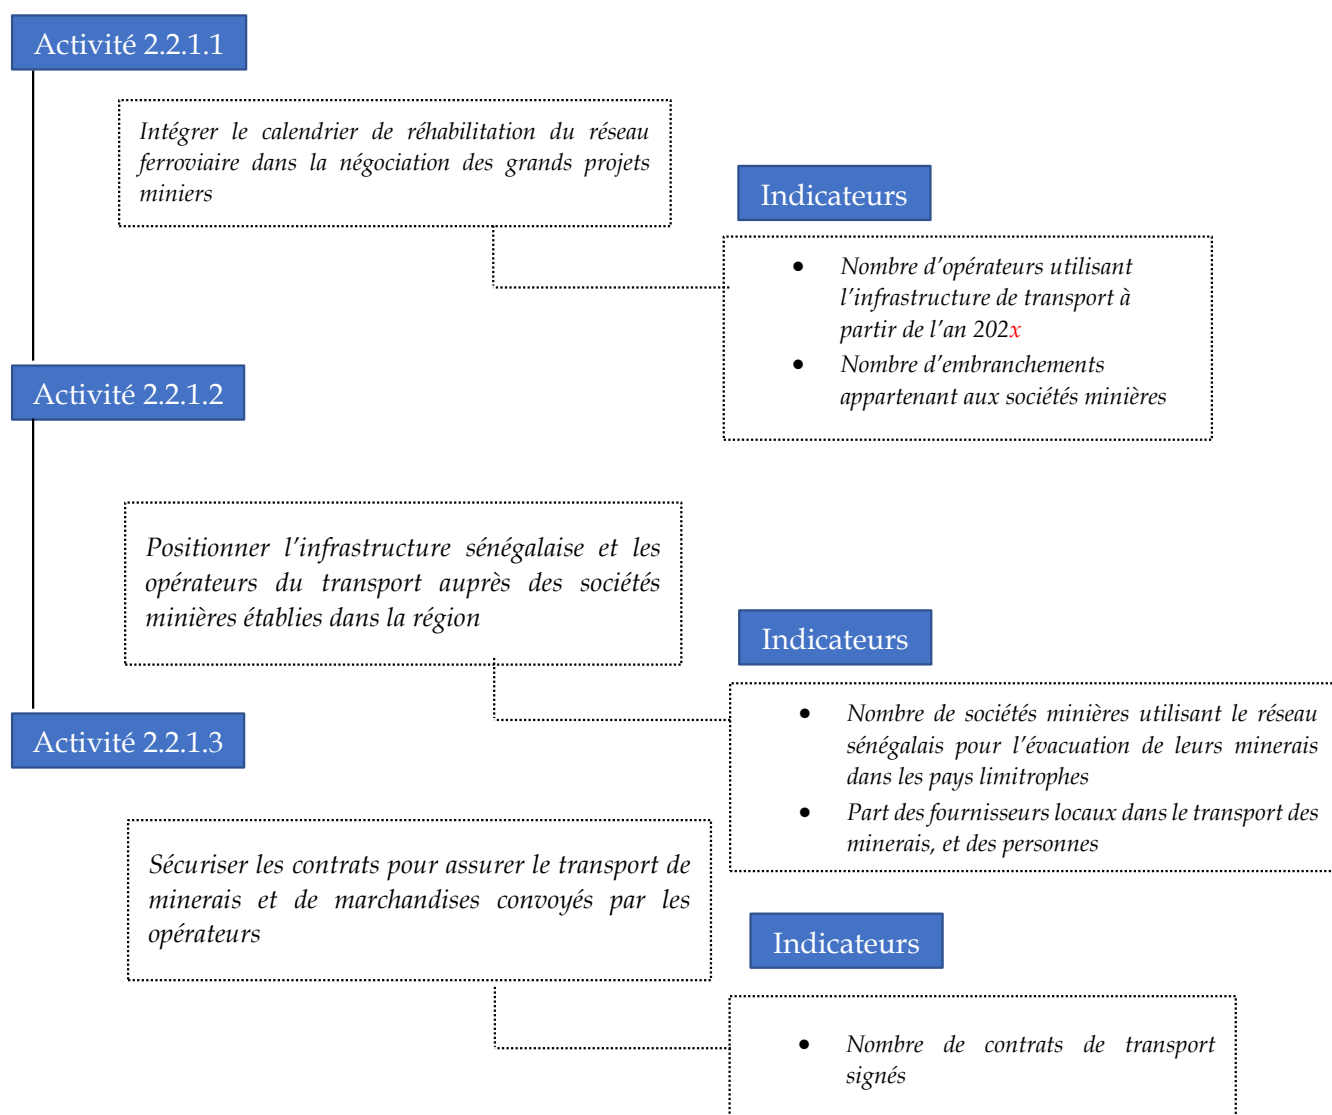 Activité 2.2.1.1
Intégrer le calendrier de réhabilitation du réseau
ferroviaire dans la négociation des grands projets
miniers
Indicateurs
• Nombre d’opérateurs utilisant
l’infrastructure de transport à
partir de l’an 202x
• Nombre d’embranchements
appartenant aux sociétés minières
Activité 2.2.1.2
Positionner l’infrastructure sénégalaise et les
opérateurs du transport auprès des sociétés
minières établies dans la région
Indicateurs
• Nombre de sociétés minières utilisant le réseau
sénégalais pour l’évacuation de leurs minerais
dans les pays limitrophes
• Part des fournisseurs locaux dans le transport des
minerais, et des personnes
Activité 2.2.1.3
Sécuriser les contrats pour assurer le transport de
minerais et de marchandises convoyés par les
opérateurs
Indicateurs
• Nombre de contrats de transport
signés